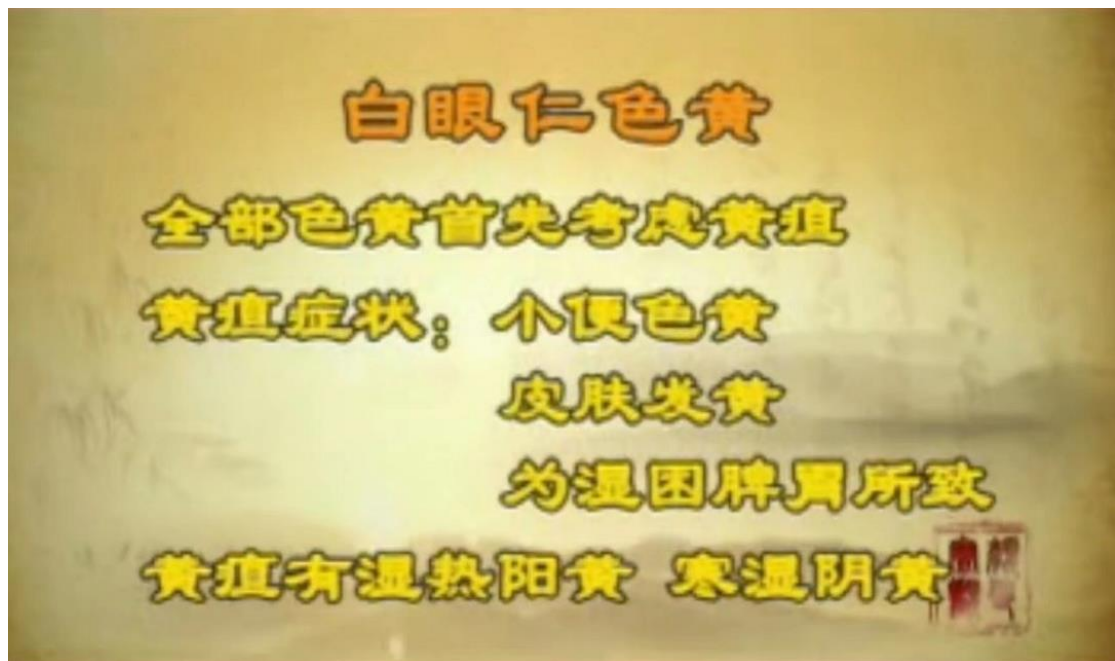 白眼仁色黄
全部色黄首先考虑黄疸
黄疸症状：小便色黄
皮肤发黄
为湿困脾胃所致
黄疸有湿热阳黄 寒湿阴黄